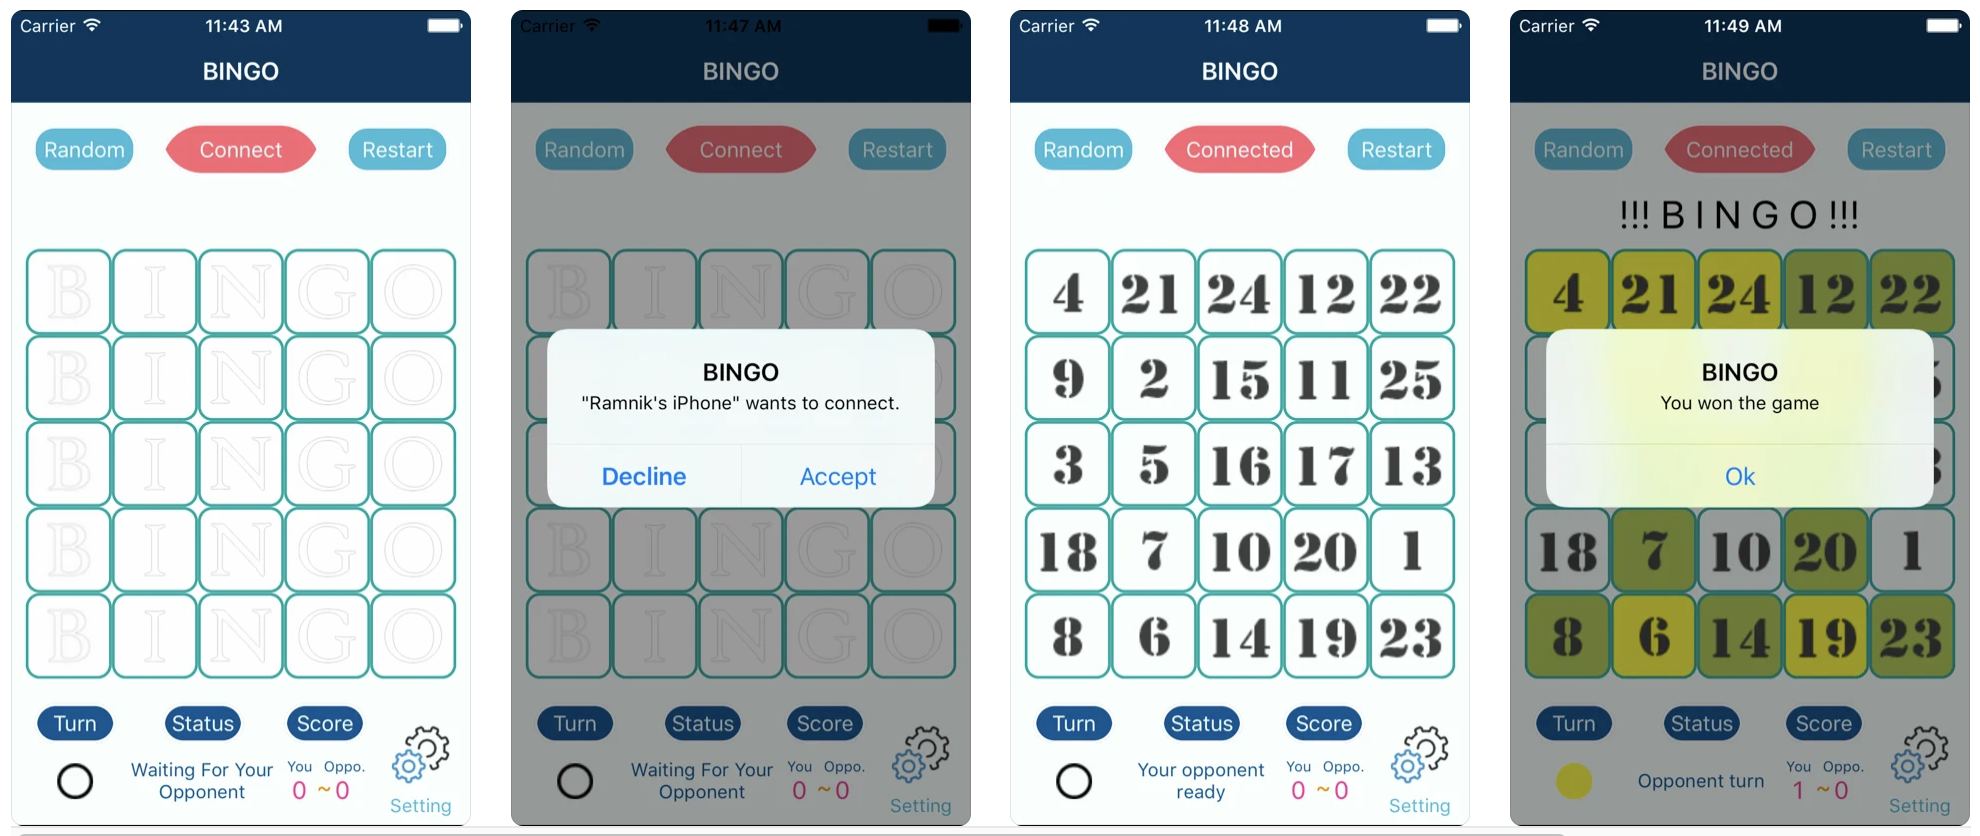 Carrier 11:43 AM
BINGO
Random Connect Restart
B I N G O
B I N G O
B I N G O
B I N G O
B I N G O
Turn Status Score
Waiting For Your
Opponent
You Oppo.
0 ~ 0
Setting
Carrier 11:47 AM
BINGO
Random Connect Restart
B I N G O
BINGO
"Ramnik's iPhone" wants to connect.
Decline Accept
B I N G O
B I N G O
Turn Status Score
Waiting For Your
Opponent
You Oppo.
0 ~ 0
Setting
Carrier 11:48 AM
BINGO
Random Connected Restart
4 21 24 12 22
9 2 15 11 25
3 5 16 17 13
18 7 10 20 1
8 6 14 19 23
Turn Status Score
Your opponent
ready
You Oppo.
0 ~ 0
Setting
Carrier 11:49 AM
BINGO
Random Connected Restart
!!! B I N G O !!!
4 21 24 12 22
BINGO
You won the game
Ok
18 7 10 20 1
8 6 14 19 23
Turn Status Score
Opponent turn
You Oppo.
1 ~ 0
Setting